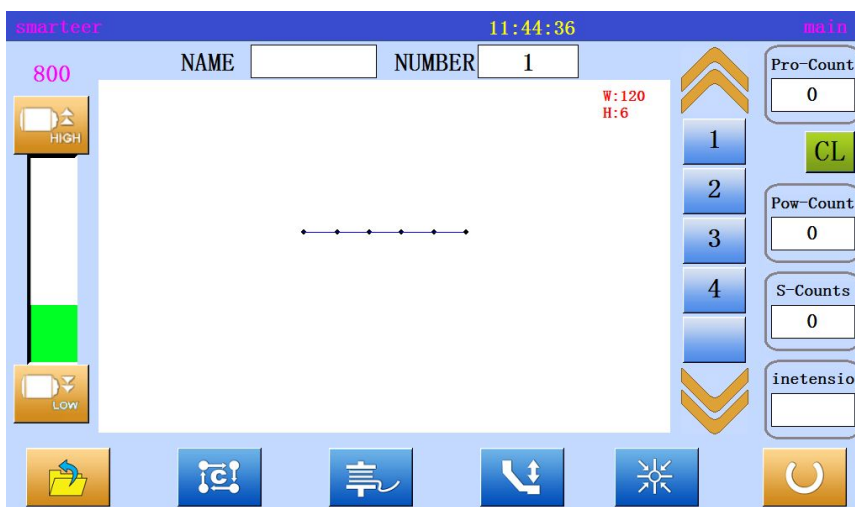 smarteer 11:44:36 main
800 NAME NUMBER 1 Pro-Count
W:120
H:6
0
HIGH
1
CL
2
Pow-Count
0
3
4
S-Counts
0
inetensio
LOW
C